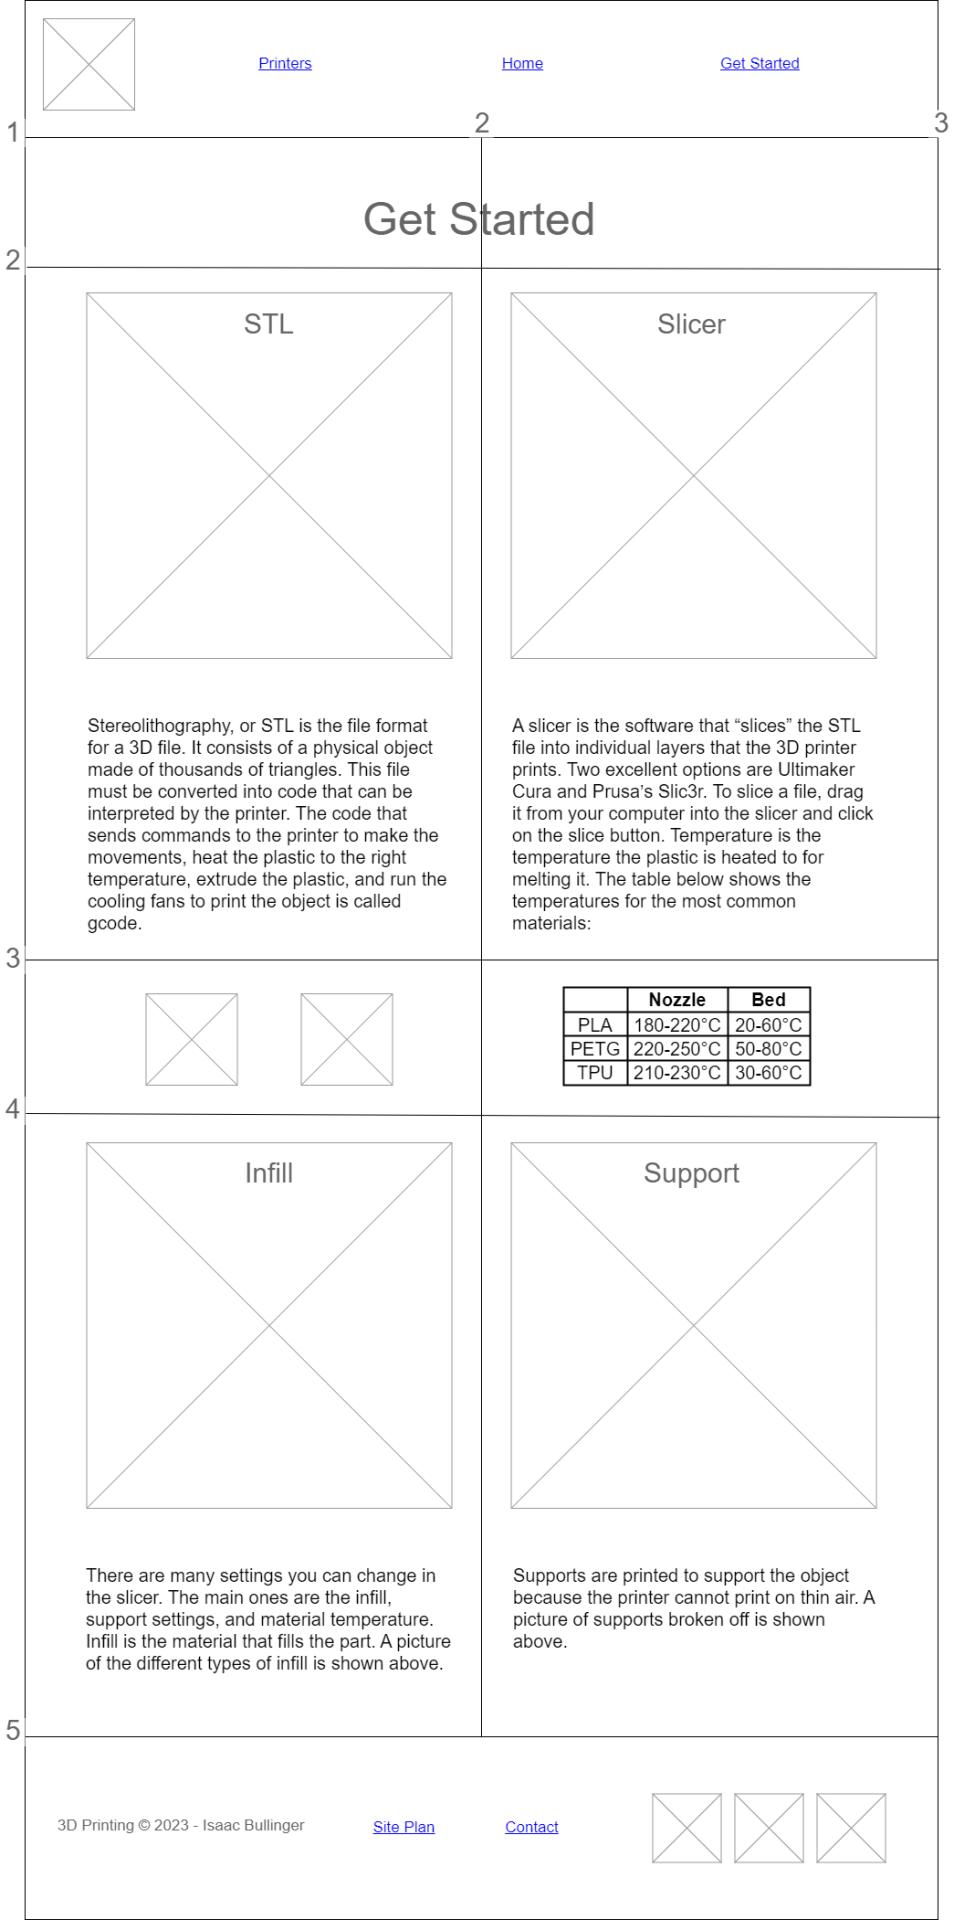 Printers Home Get Started
1 2 3
Get Started
2
STL Slicer
Stereolithography, or STL is the file format
for a 3D file. It consists of a physical object
made of thousands of triangles. This file
must be converted into code that can be
interpreted by the printer. The code that
sends commands to the printer to make the
movements, heat the plastic to the right
temperature, extrude the plastic, and run the
cooling fans to print the object is called
gcode.
A slicer is the software that “slices” the STL
file into individual layers that the 3D printer
prints. Two excellent options are Ultimaker
Cura and Prusa’s Slic3r. To slice a file, drag
it from your computer into the slicer and click
on the slice button. Temperature is the
temperature the plastic is heated to for
melting it. The table below shows the
temperatures for the most common
materials:
3
Nozzle Bed
PLA 180-220°C 20-60°C
PETG 220-250°C 50-80°C
TPU 210-230°C 30-60°C
4
Infill Support
There are many settings you can change in
the slicer. The main ones are the infill,
support settings, and material temperature.
Infill is the material that fills the part. A picture
of the different types of infill is shown above.
Supports are printed to support the object
because the printer cannot print on thin air. A
picture of supports broken off is shown
above.
5
3D Printing © 2023 - Isaac Bullinger Site Plan Contact